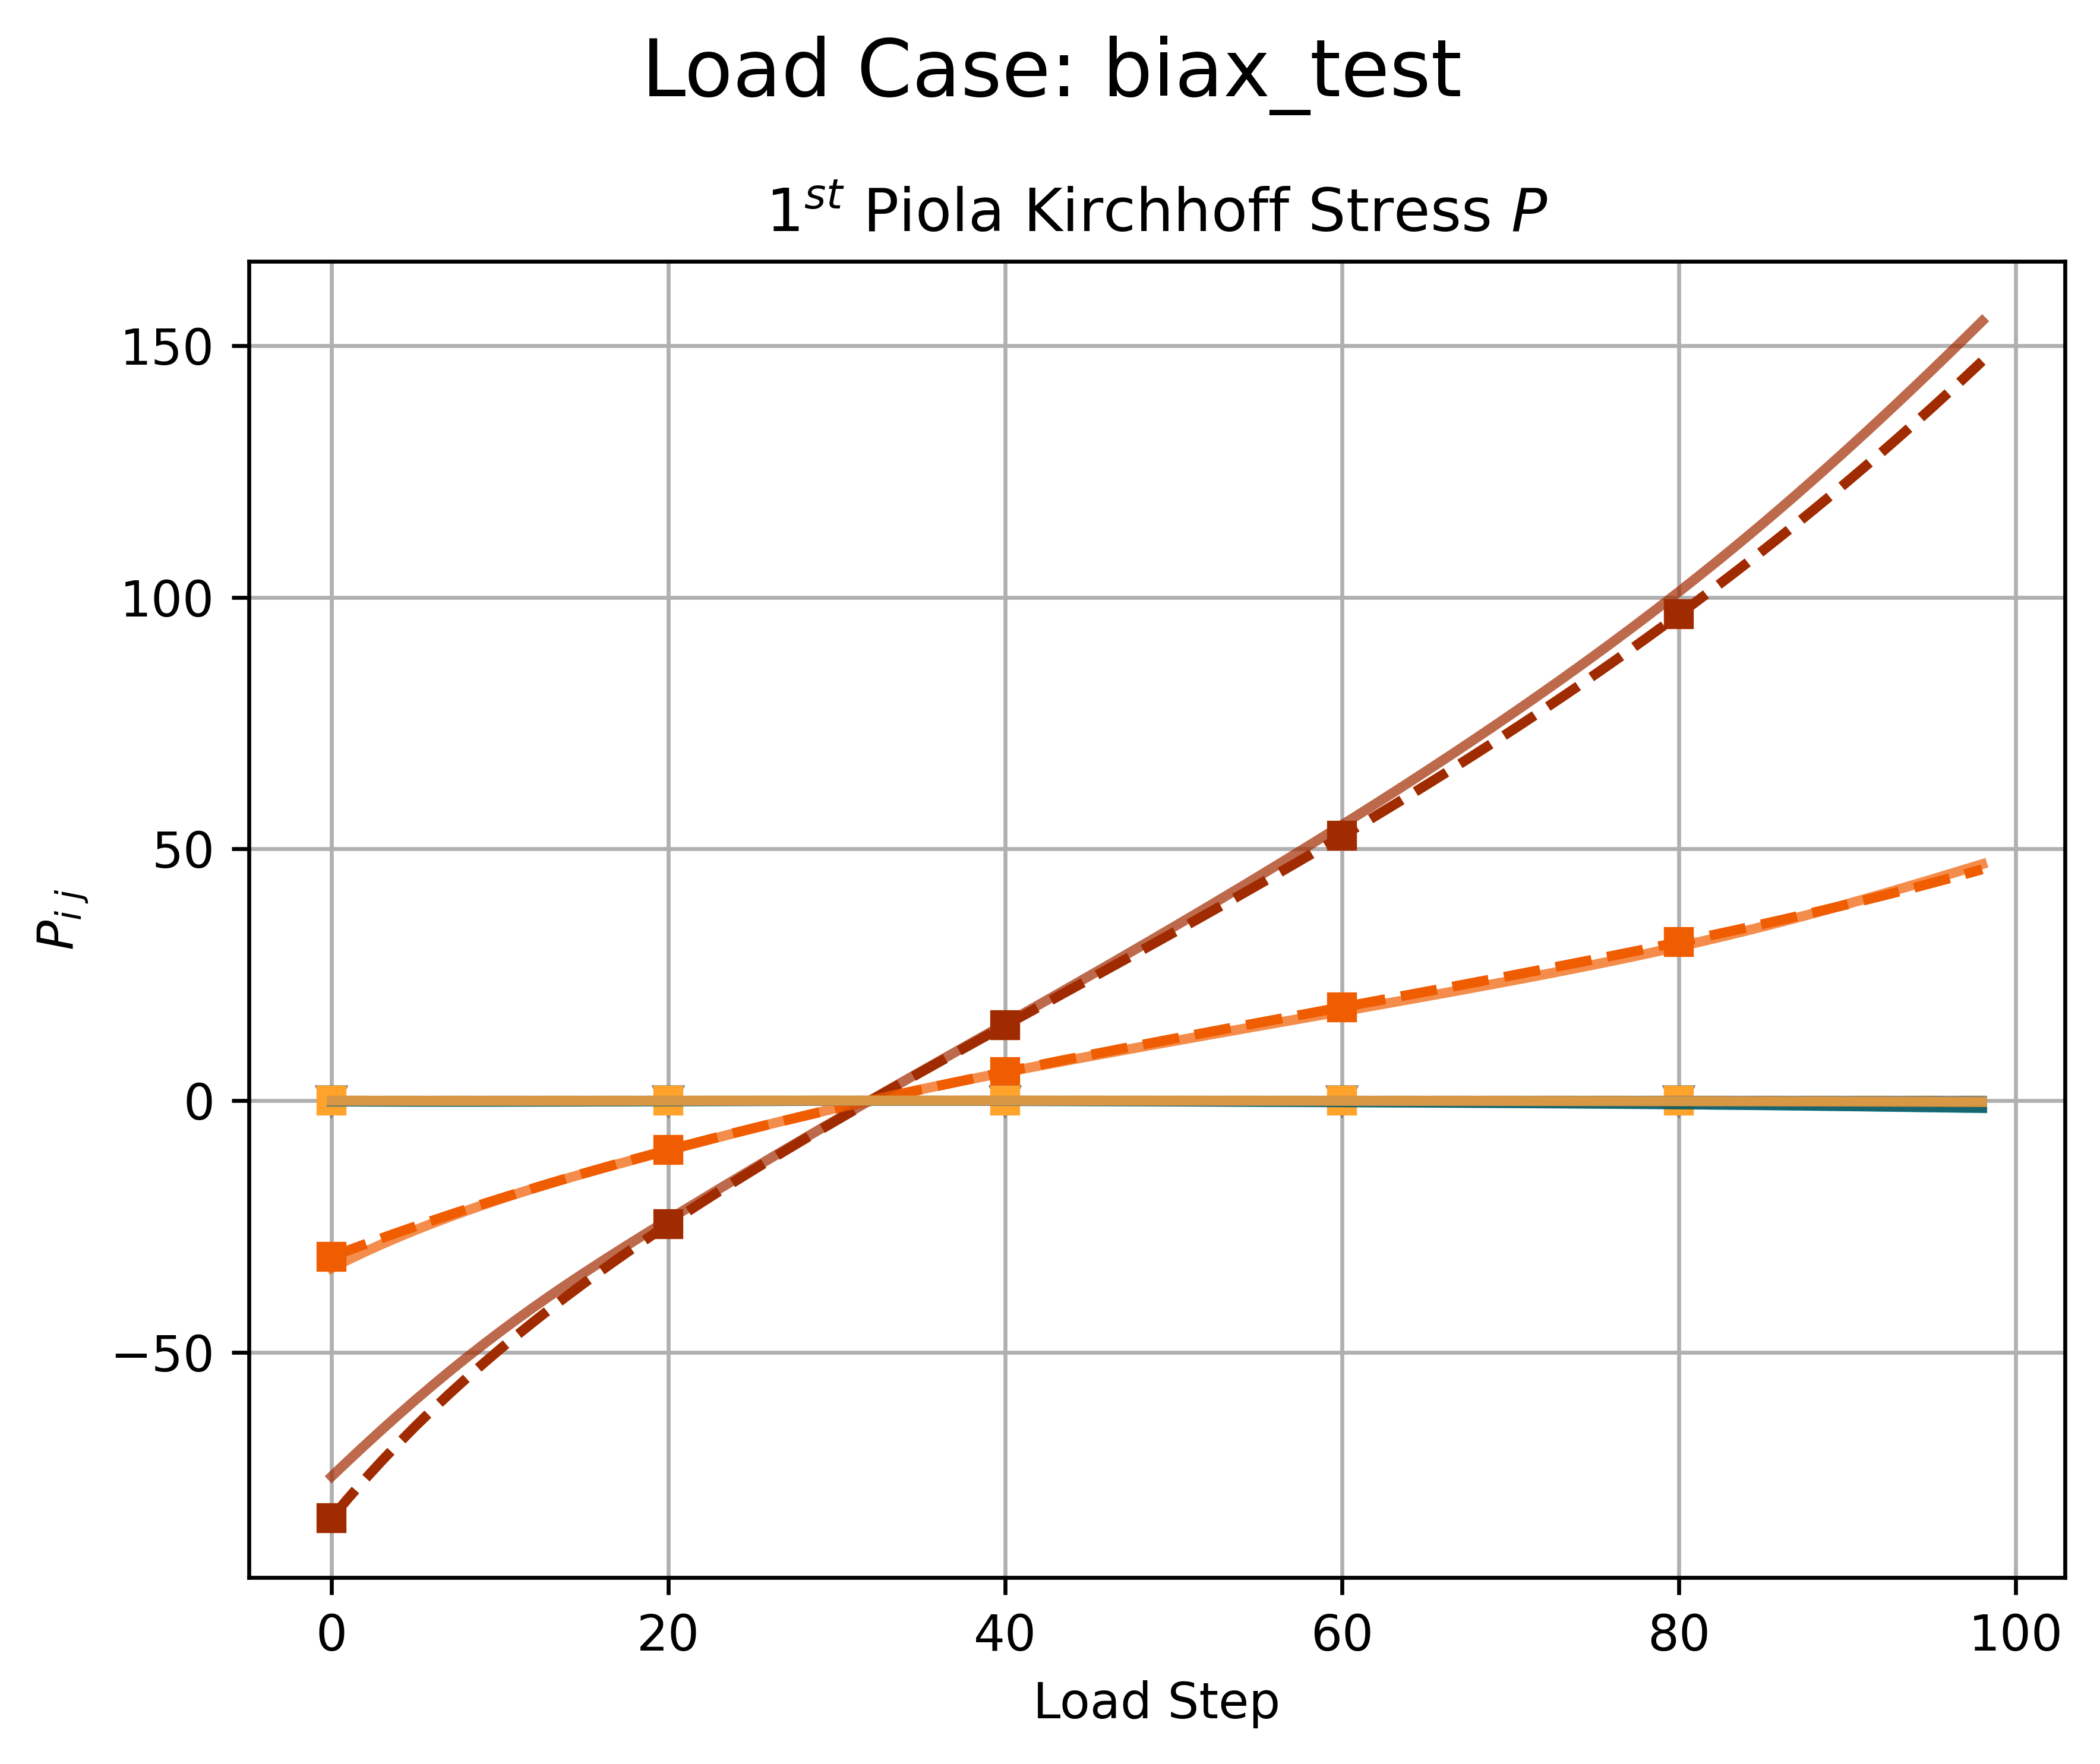 Load Case: biax_test
1st Piola Kirchhoff Stress P
150
100
50
0
−50
P_{i j}
0 20 40 60 80 100
Load Step